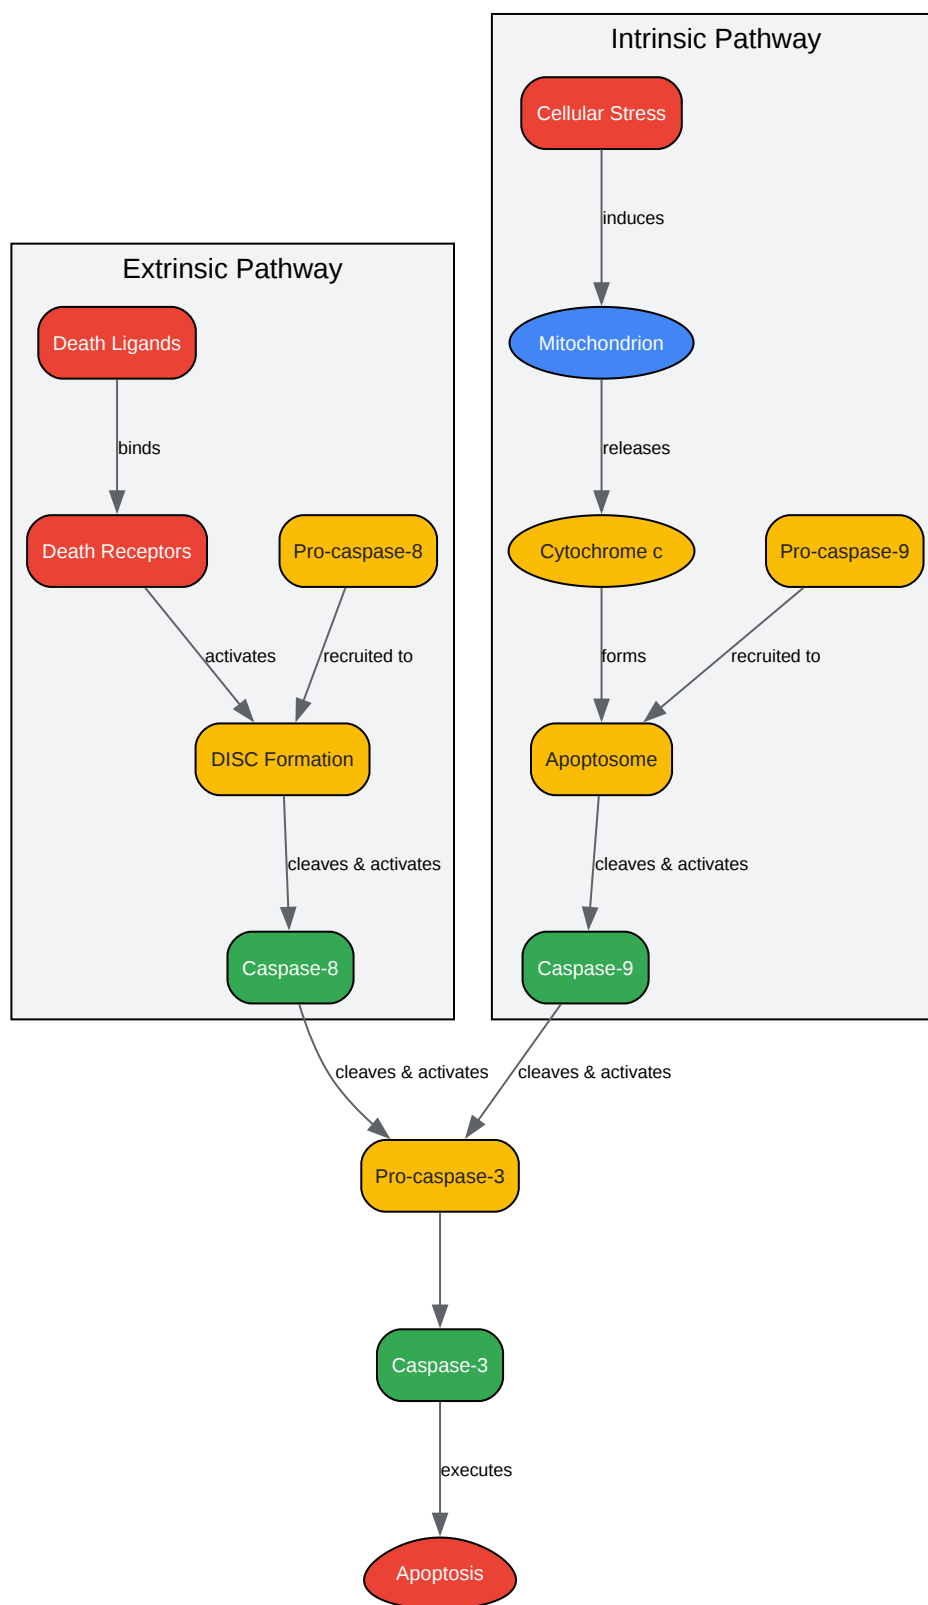 Intrinsic Pathway
Cellular Stress
induces
Extrinsic Pathway
Death Ligands
Mitochondrion
binds
releases
Death Receptors
Pro-caspase-8
Cytochrome c
Pro-caspase-9
activates
recruited to
forms
recruited to
DISC Formation
Apoptosome
cleaves & activates
cleaves & activates
Caspase-8
Caspase-9
cleaves & activates
cleaves & activates
Pro-caspase-3
Caspase-3
executes
Apoptosis